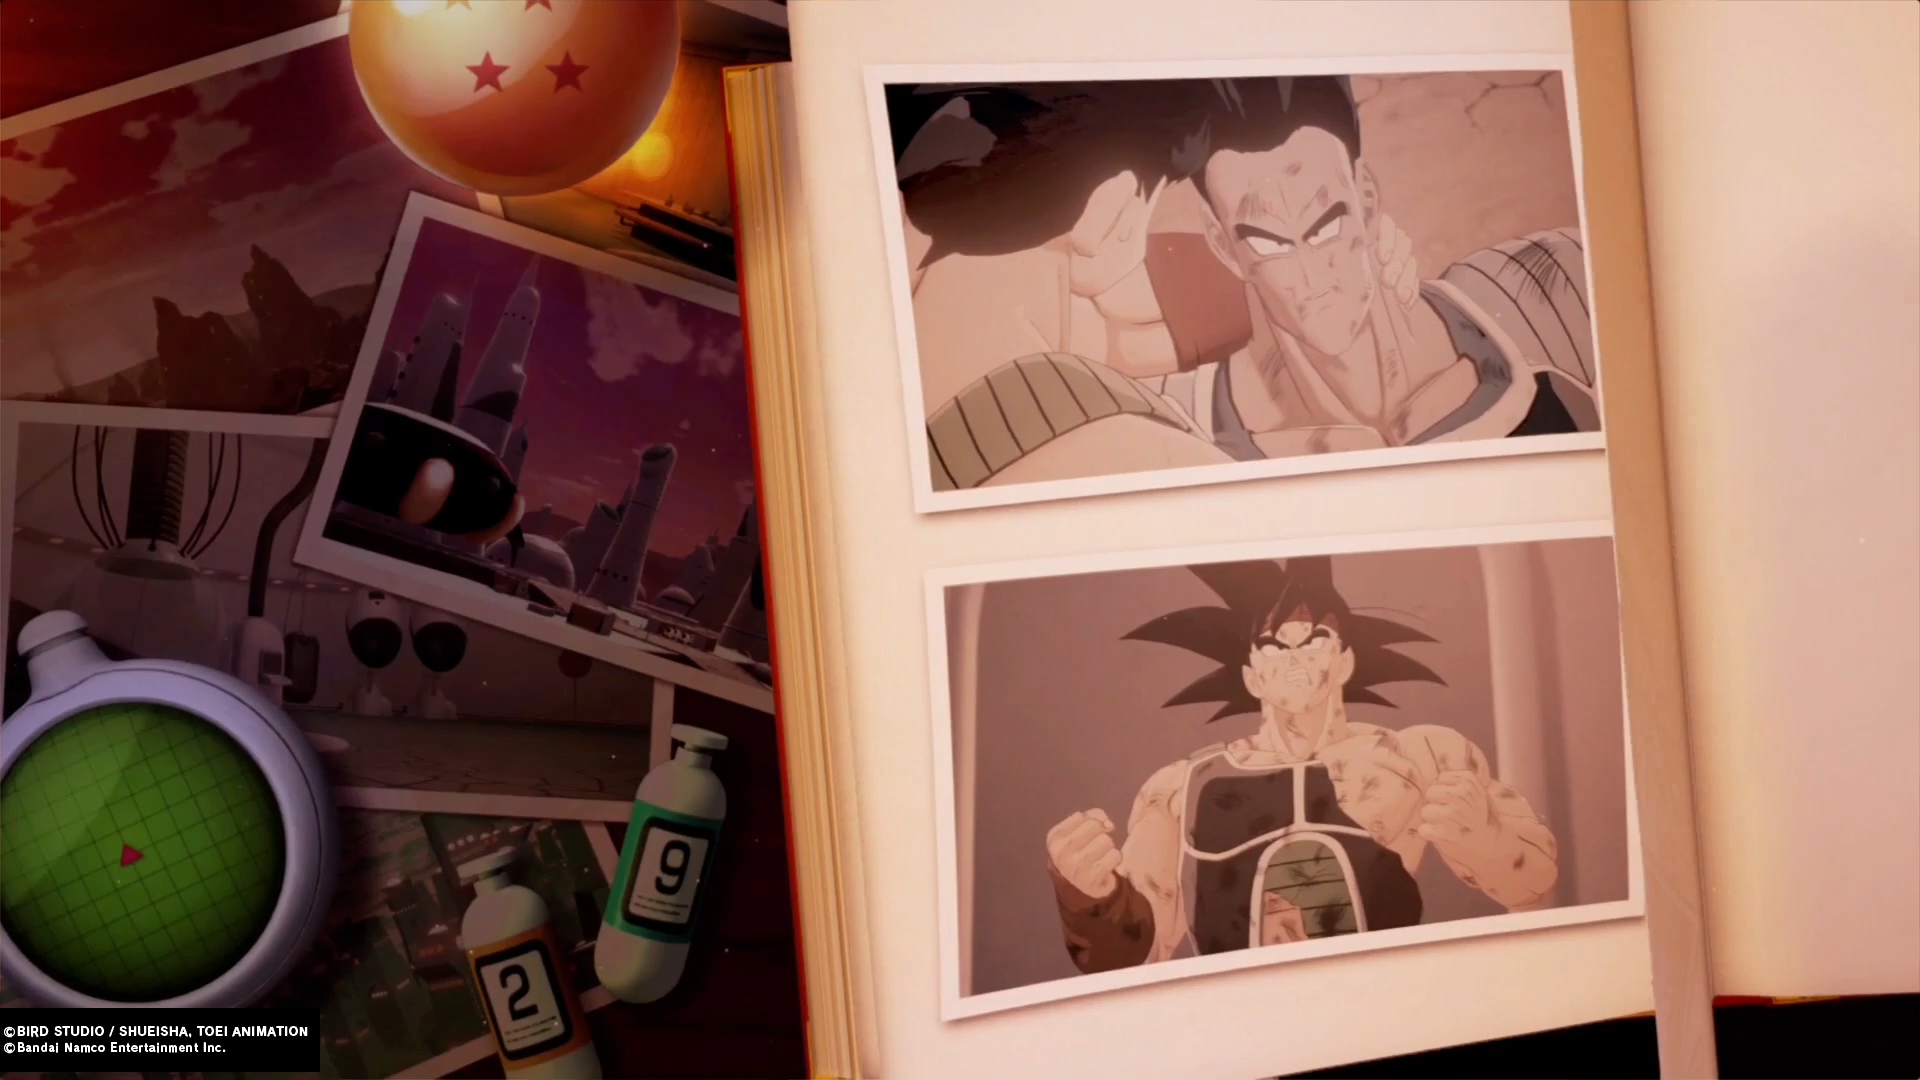 9
2
©BIRD STUDIO / SHUEISHA, TOEI ANIMATION
©Bandai Namco Entertainment Inc.